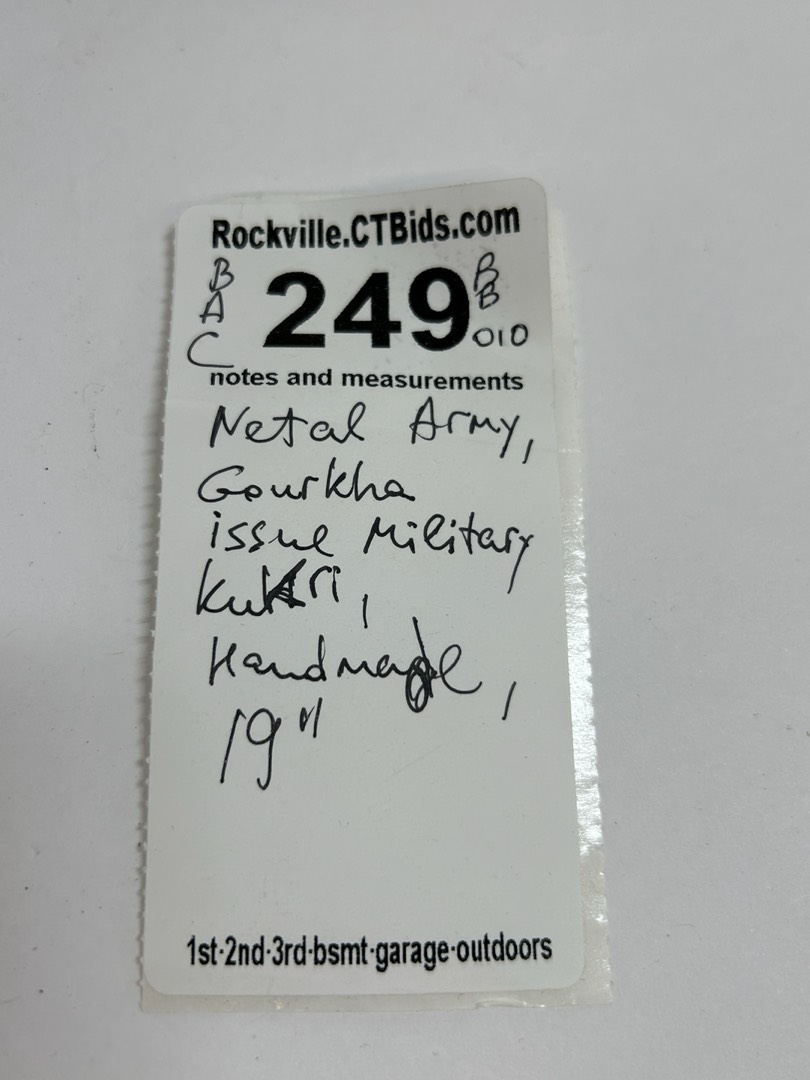 Rockville.CTBids.com
B
A
C
249
B
B
010
notes and measurements
Netal Army,
Gourkha
issue Military
Kukri,
Handmade,
19"
1st·2nd·3rd·bsmt·garage·outdoors